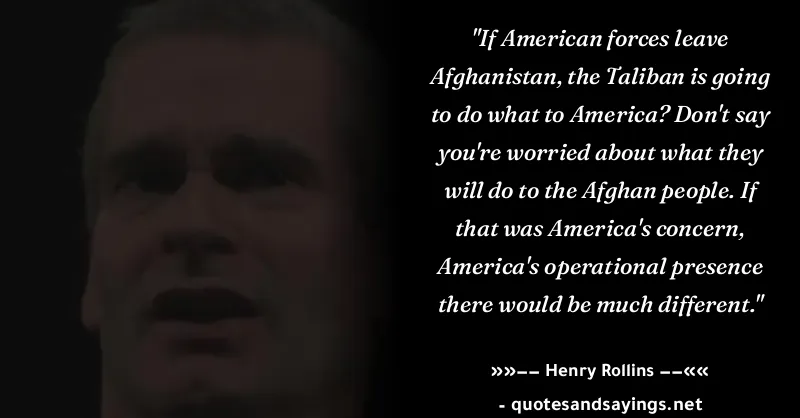 "If American forces leave
Afghanistan, the Taliban is going
to do what to America? Don't say
you're worried about what they
will do to the Afghan people. If
that was America's concern,
America's operational presence
there would be much different."
»»−− Henry Rollins −−««
- quotesandsayings.net